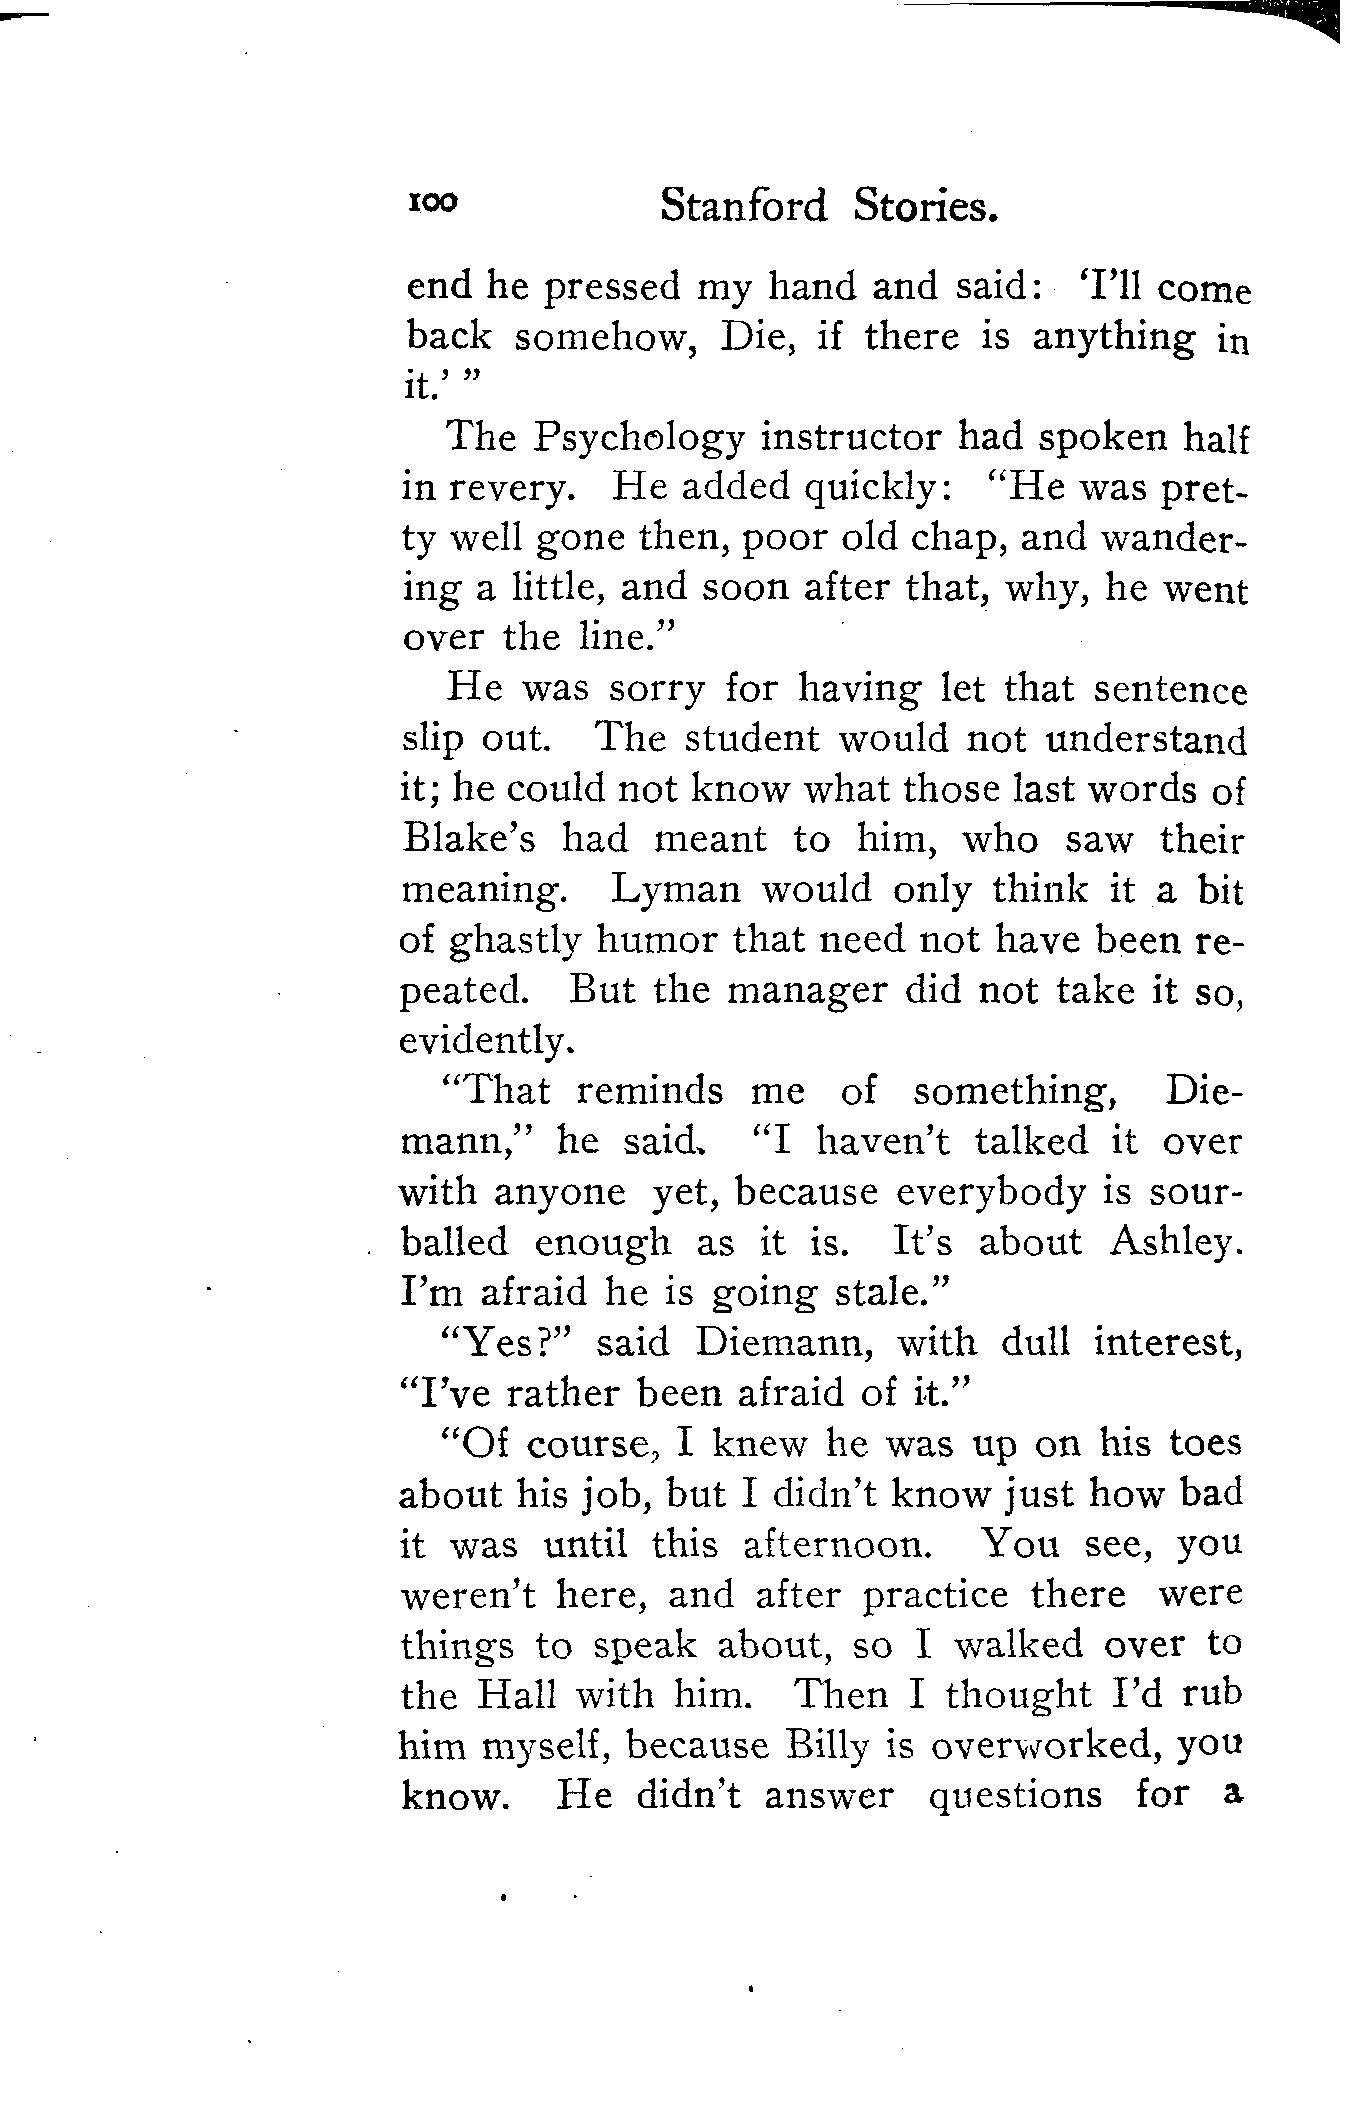 100 Stanford Stories.
end he pressed my hand and said: ‘I’ll come
back somehow, Die, if there is anything in
it.’ ”
The Psychology instructor had spoken half
in revery. He added quickly: “He was pret-
ty well gone then, poor old chap, and wander-
ing a little, and soon after that, why, he went
over the line.”
He was sorry for having let that sentence
slip out. The student would not understand
it; he could not know what those last words of
Blake’s had meant to him, who saw their
meaning. Lyman would only think it a bit
of ghastly humor that need not have been re-
peated. But the manager did not take it so,
evidently.
“That reminds me of something, Die-
mann,” he said. “I haven’t talked it over
with anyone yet, because everybody is sour-
balled enough as it is. It’s about Ashley.
I’m afraid he is going stale.”
“Yes?” said Diemann, with dull interest,
“I’ve rather been afraid of it.”
“Of course, I knew he was up on his toes
about his job, but I didn’t know just how bad
it was until this afternoon. You see, you
weren’t here, and after practice there were
things to speak about, so I walked over to
the Hall with him. Then I thought I’d rub
him myself, because Billy is overworked, you
know. He didn’t answer questions for a